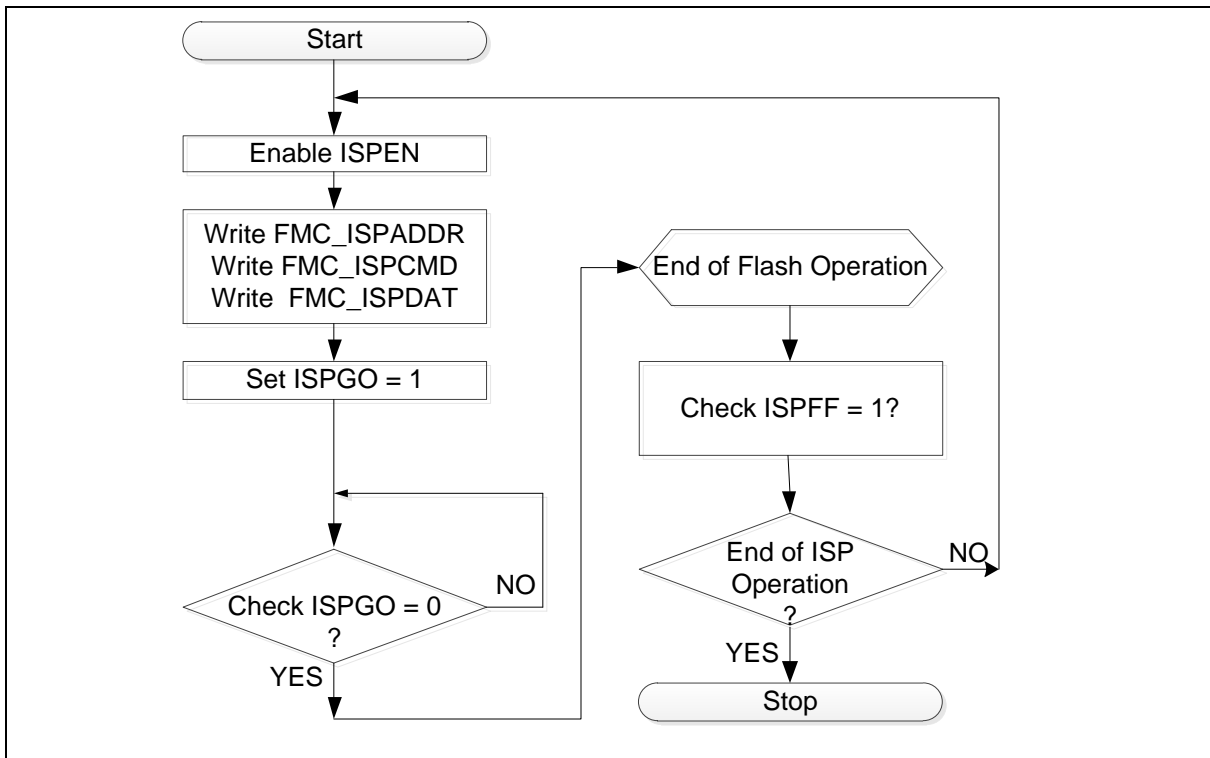 Start
Enable ISPEN
Write FMC_ISPADDR
Write FMC_ISPCMD
Write FMC_ISPDAT
Set ISPGO = 1
Check ISPGO = 0
?
NO
YES
End of Flash Operation
Check ISPFF = 1?
End of ISP
Operation
?
NO
YES
Stop